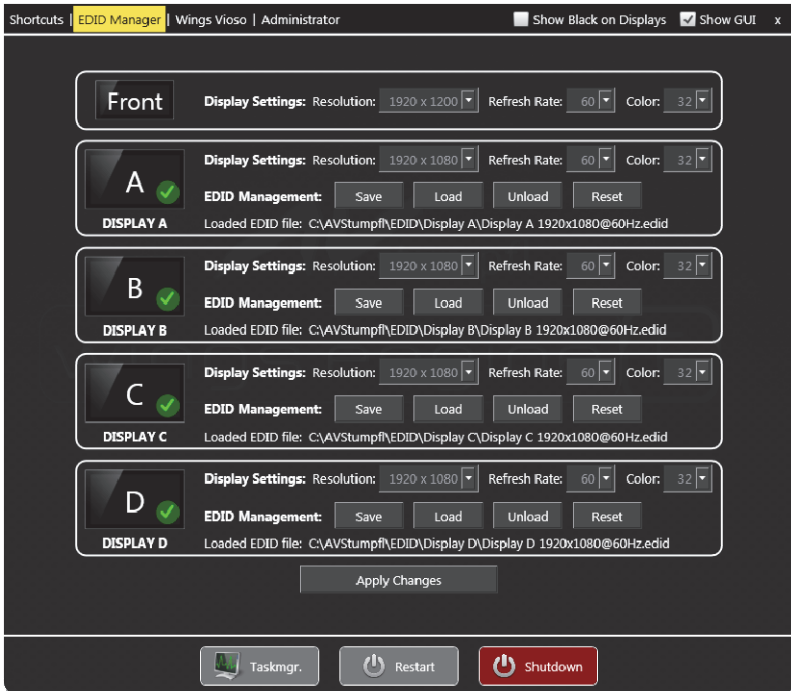 Shortcuts | EDID Manager | Wings Vioso | Administrator Show Black on Displays Show GUI x
Front Display Settings: Resolution: 1920 x 1200 Refresh Rate: 60 Color: 32
Display Settings: Resolution: 1920 x 1080 Refresh Rate: 60 Color: 32
A
EDID Management: Save Load Unload Reset
DISPLAY A Loaded EDID file: C:\AVStumpfl\EDID\Display A\Display A 1920x1080@60Hz.edid
Display Settings: Resolution: 1920 x 1080 Refresh Rate: 60 Color: 32
B
EDID Management: Save Load Unload Reset
DISPLAY B Loaded EDID file: C:\AVStumpfl\EDID\Display B\Display B 1920x1080@60Hz.edid
Display Settings: Resolution: 1920 x 1080 Refresh Rate: 60 Color: 32
C
EDID Management: Save Load Unload Reset
DISPLAY C Loaded EDID file: C:\AVStumpfl\EDID\Display C\Display C 1920x1080@60Hz.edid
Display Settings: Resolution: 1920 x 1080 Refresh Rate: 60 Color: 32
D
EDID Management: Save Load Unload Reset
DISPLAY D Loaded EDID file: C:\AVStumpfl\EDID\Display D\Display D 1920x1080@60Hz.edid
Apply Changes
Taskmgr. Restart Shutdown